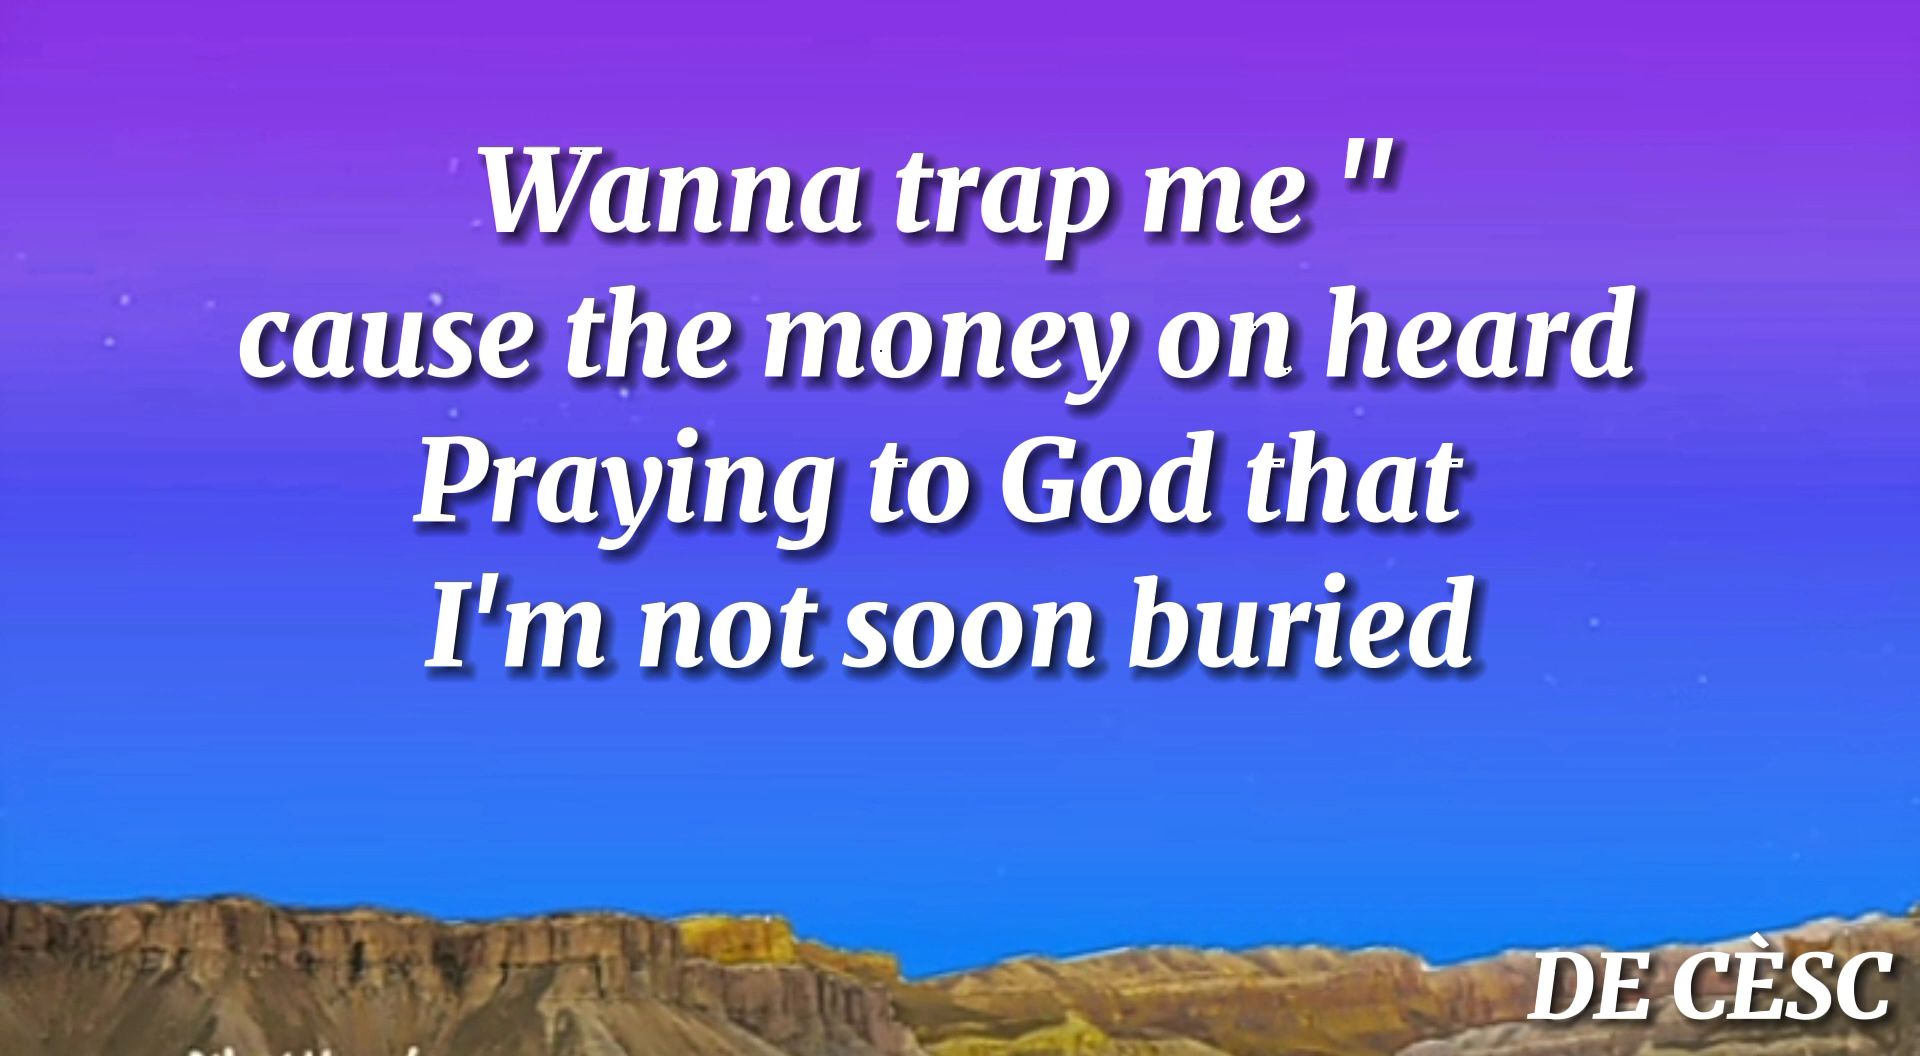 Wanna trap me "
cause the money on heard
Praying to God that
I'm not soon buried
DE CÈSC